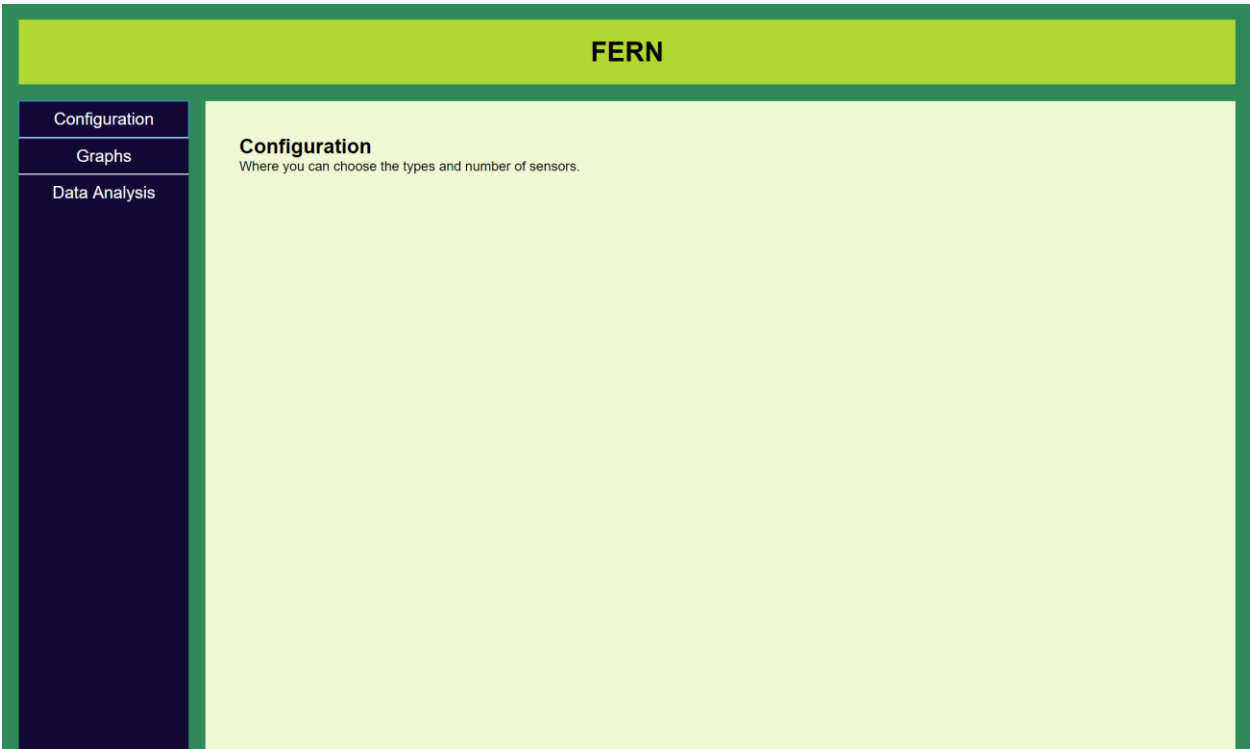 FERN
Configuration
Graphs
Data Analysis
Configuration
Where you can choose the types and number of sensors.